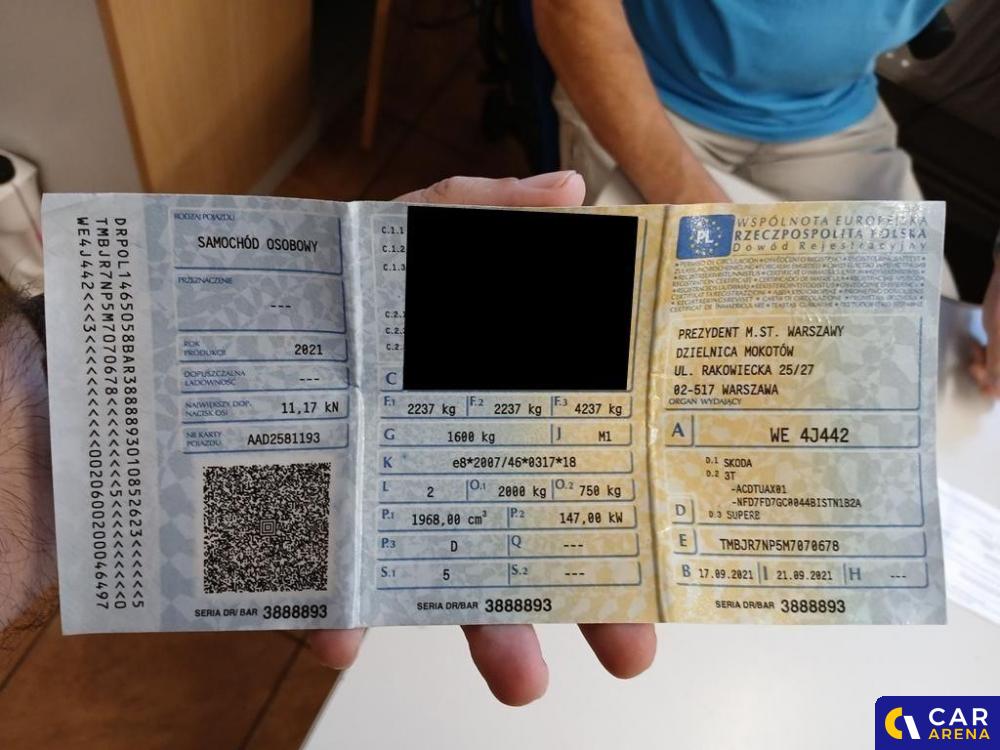 DRPOL1465058BAR3888893010852623<<<<<5
TMBJR7NP5M7070678<<<<<<<<5<<<<<<<<0
WE4J442<<3<<<<<<<<<<002060020046497
RODZAJ POJAZDU
SAMOCHÓD OSOBOWY
PRZEZNACZENIE
---
ROK PRODUKCJI
2021
DOPUSZCZALNA ŁADOWNOŚĆ
---
NAJWIĘKSZY DOP. NACISK OSI
11,17 kN
NR KARTY POJAZDU
AAD2581193
SERIA DR/BAR 3888893
C.1.1
C.1.2
C.1.3
C.2.
C.2.
C
F.1 2237 kg F.2 2237 kg F.3 4237 kg
G 1600 kg J M1
K e8*2007/46*0317*18
L 2 O.1 2000 kg O.2 750 kg
P.1 1968,00 cm³ P.2 147,00 kW
P.3 D Q ---
S.1 5 S.2 ---
SERIA DR/BAR 3888893
PL
WSPÓLNOTA EUROPEJSKA
RZECZPOSPOLITA POLSKA
Dowód Rejestracyjny
PREZYDENT M.ST. WARSZAWY
DZIELNICA MOKOTÓW
UL. RAKOWIECKA 25/27
02-517 WARSZAWA
ORGAN WYDAJĄCY
A WE 4J442
D.1 SKODA
D.2 3T
-ACDTUAX01
-NFD7FD7GC0044BISTN1B2A
D D.3 SUPERB
E TMBJR7NP5M7070678
B 17.09.2021 I 21.09.2021 H ---
SERIA DR/BAR 3888893
CAR
ARENA